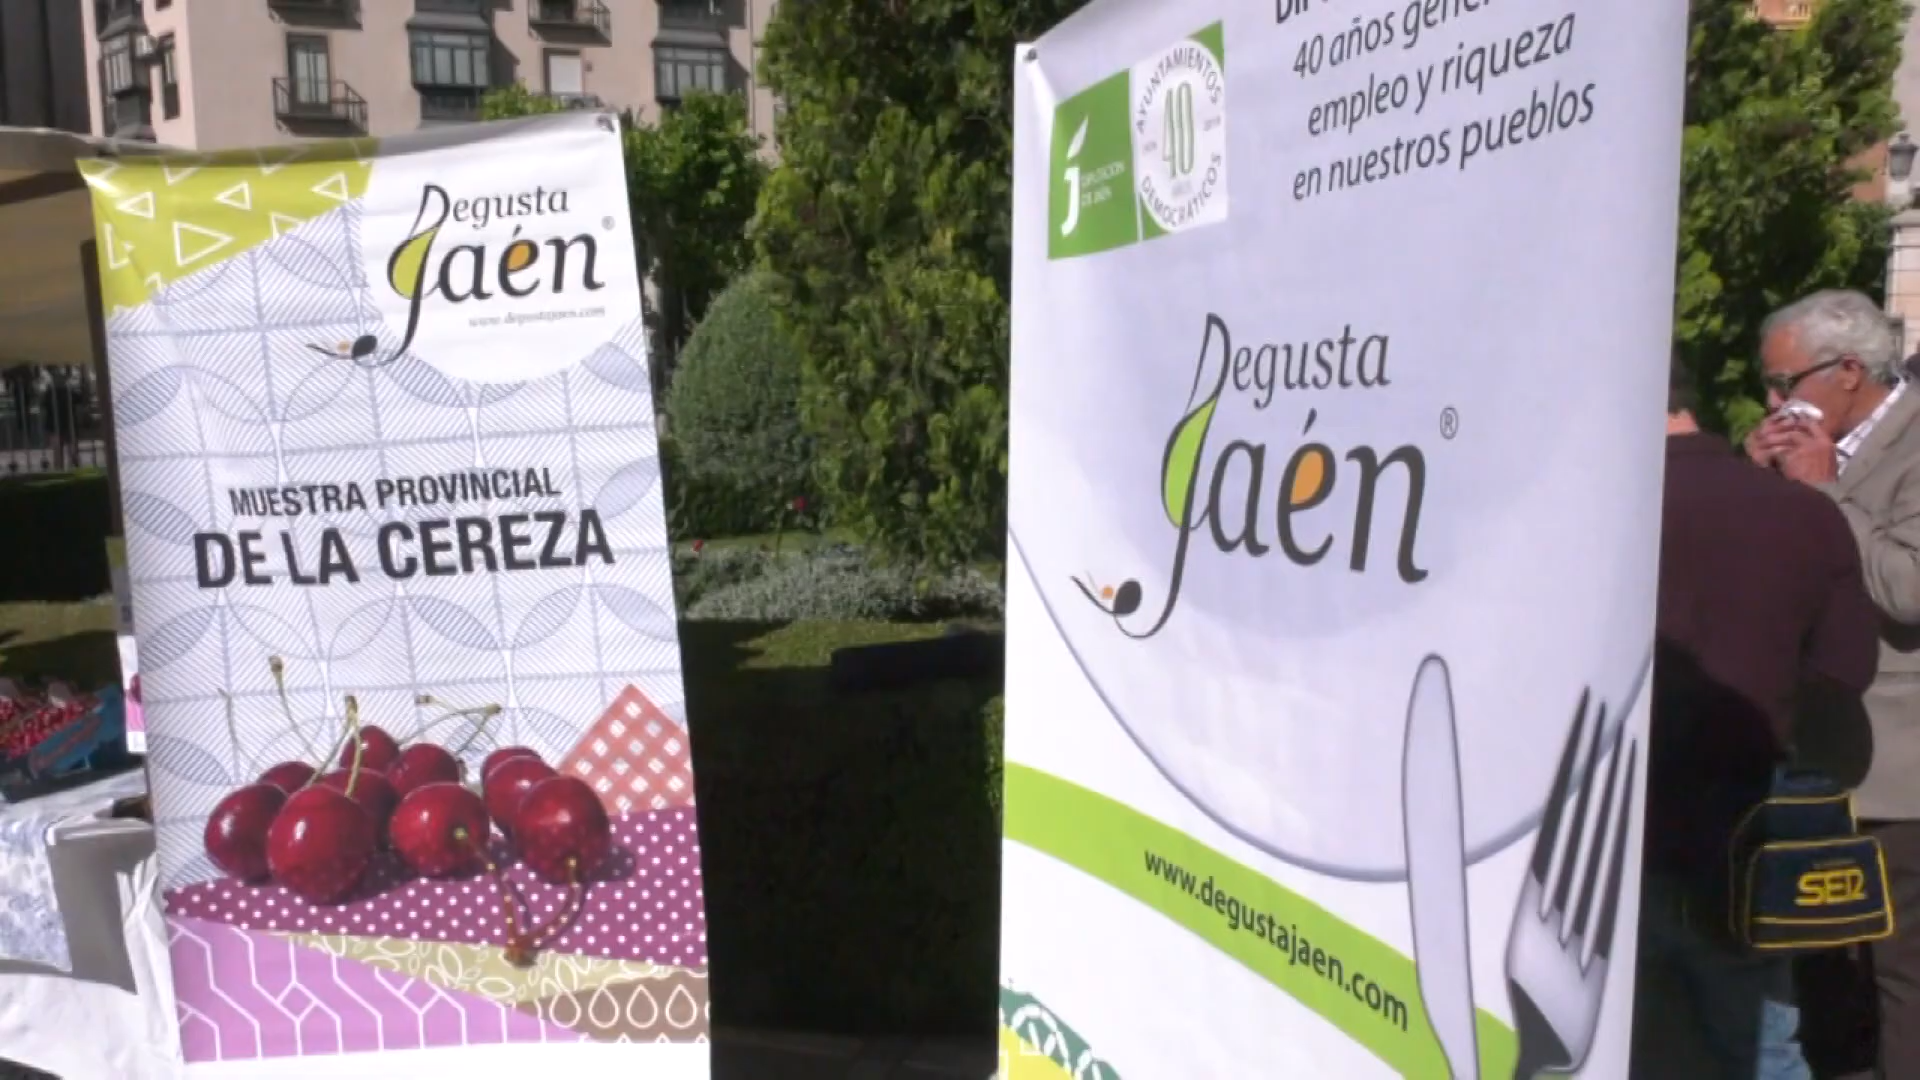 Degusta
Jaén®
www.degustajaen.com
MUESTRA PROVINCIAL
DE LA CEREZA
40 años
empleo y riqueza
en nuestros pueblos
DIPUTACIÓN
DE JAÉN
AYUNTAMIENTOS
40
AÑOS
DEMOCRÁTICOS
Degusta
Jaén®
www.degustajaen.com
SER